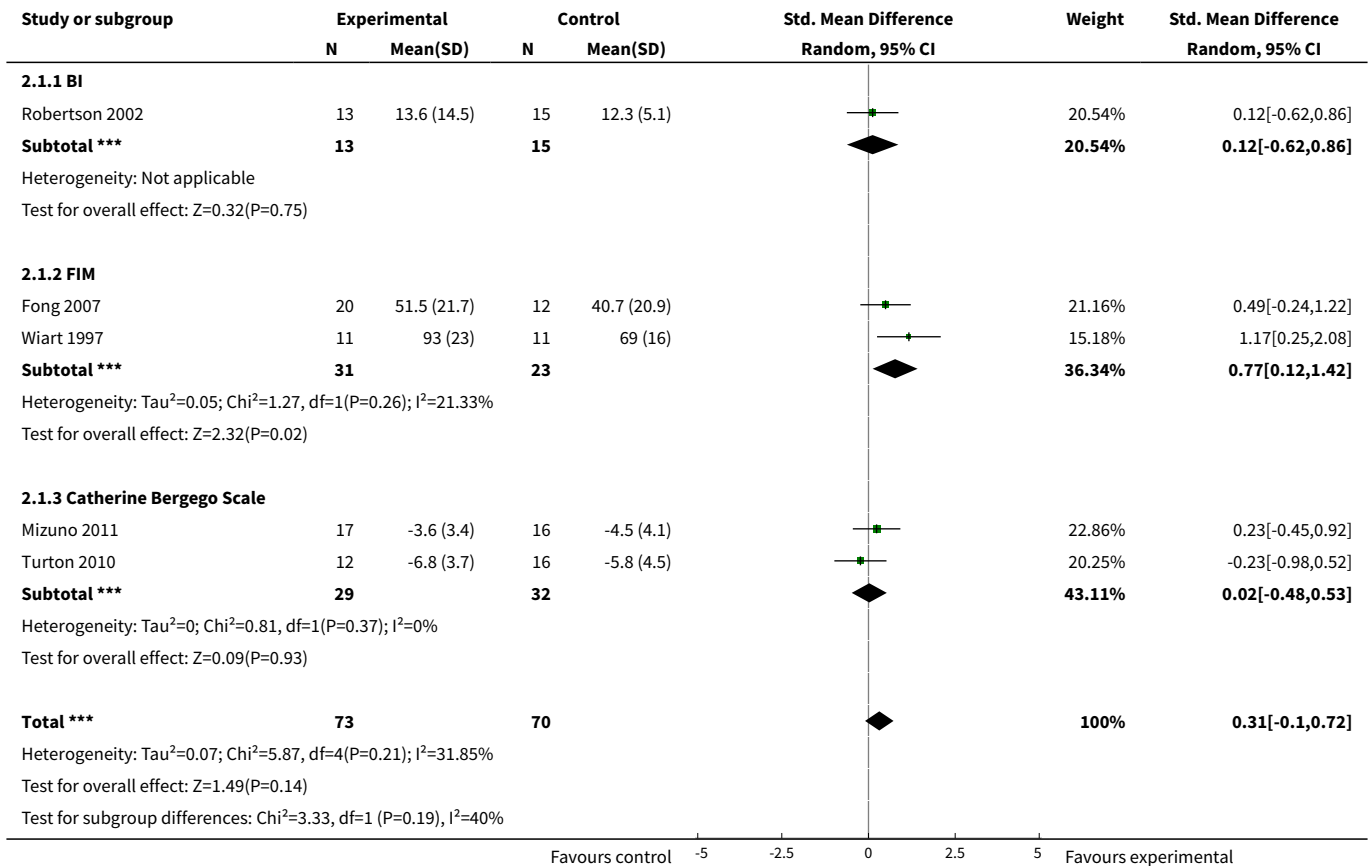 Study or subgroup Experimental Control Std. Mean Difference Weight Std. Mean Difference
N Mean(SD) N Mean(SD) Random, 95% CI Random, 95% CI
2.1.1 BI
Robertson 2002 13 13.6 (14.5) 15 12.3 (5.1) 20.54% 0.12[-0.62,0.86]
Subtotal *** 13 15 20.54% 0.12[-0.62,0.86]
Heterogeneity: Not applicable
Test for overall effect: Z=0.32(P=0.75)
2.1.2 FIM
Fong 2007 20 51.5 (21.7) 12 40.7 (20.9) 21.16% 0.49[-0.24,1.22]
Wiart 1997 11 93 (23) 11 69 (16) 15.18% 1.17[0.25,2.08]
Subtotal *** 31 23 36.34% 0.77[0.12,1.42]
Heterogeneity: Tau²=0.05; Chi²=1.27, df=1(P=0.26); I²=21.33%
Test for overall effect: Z=2.32(P=0.02)
2.1.3 Catherine Bergego Scale
Mizuno 2011 17 -3.6 (3.4) 16 -4.5 (4.1) 22.86% 0.23[-0.45,0.92]
Turton 2010 12 -6.8 (3.7) 16 -5.8 (4.5) 20.25% -0.23[-0.98,0.52]
Subtotal *** 29 32 43.11% 0.02[-0.48,0.53]
Heterogeneity: Tau²=0; Chi²=0.81, df=1(P=0.37); I²=0%
Test for overall effect: Z=0.09(P=0.93)
Total *** 73 70 100% 0.31[-0.1,0.72]
Heterogeneity: Tau²=0.07; Chi²=5.87, df=4(P=0.21); I²=31.85%
Test for overall effect: Z=1.49(P=0.14)
Test for subgroup differences: Chi²=3.33, df=1 (P=0.19), I²=40%
Favours control -5 -2.5 0 2.5 5 Favours experimental